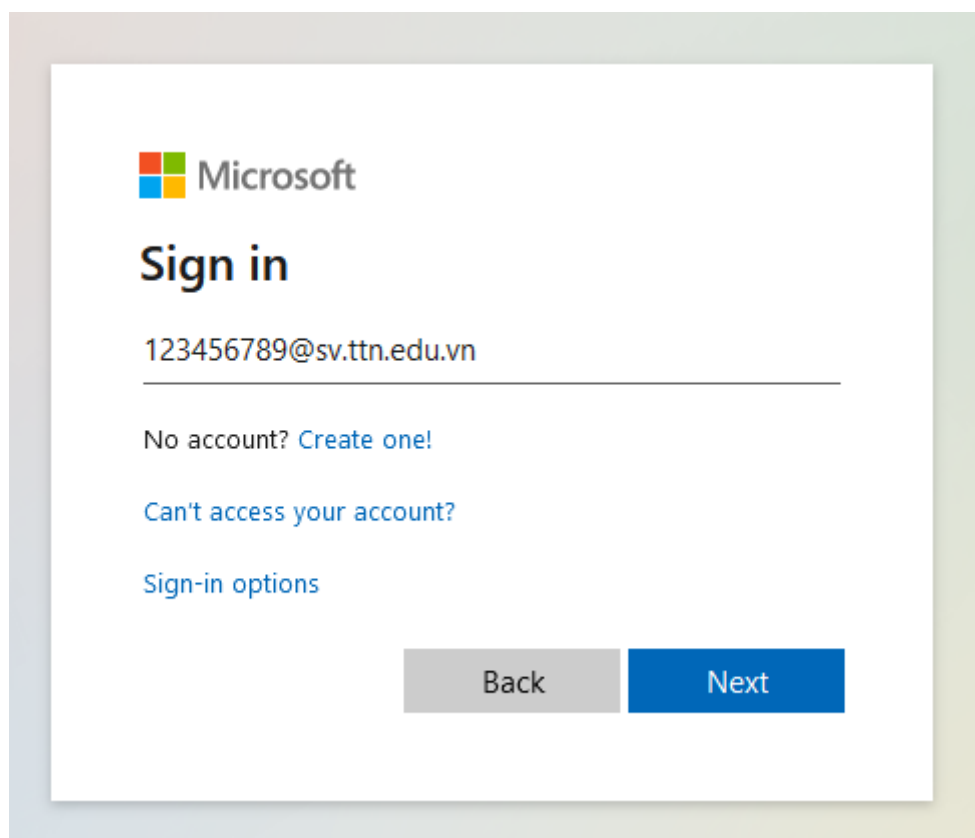 Microsoft
Sign in
123456789@sv.ttn.edu.vn
No account? Create one!
Can't access your account?
Sign-in options
Back Next